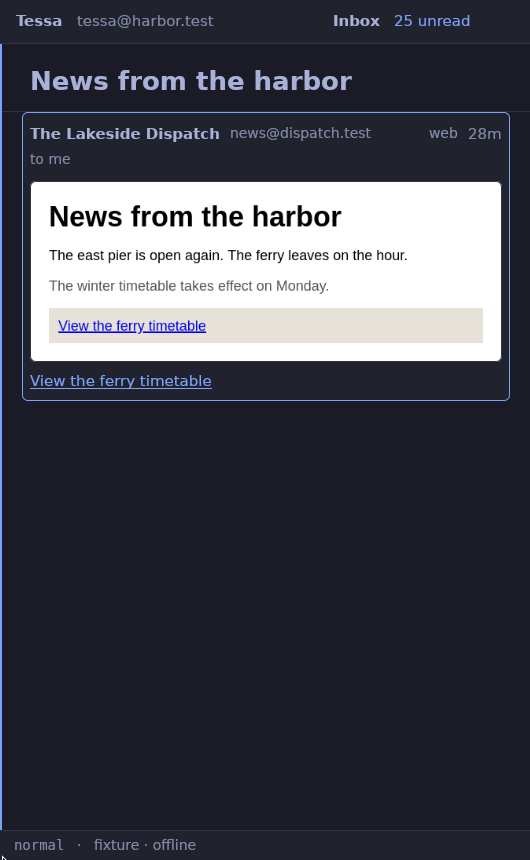 Tessa tessa@harbor.test Inbox 25 unread
News from the harbor
The Lakeside Dispatch news@dispatch.test web 28m
to me
News from the harbor
The east pier is open again. The ferry leaves on the hour.
The winter timetable takes effect on Monday.
View the ferry timetable
View the ferry timetable
normal · fixture · offline